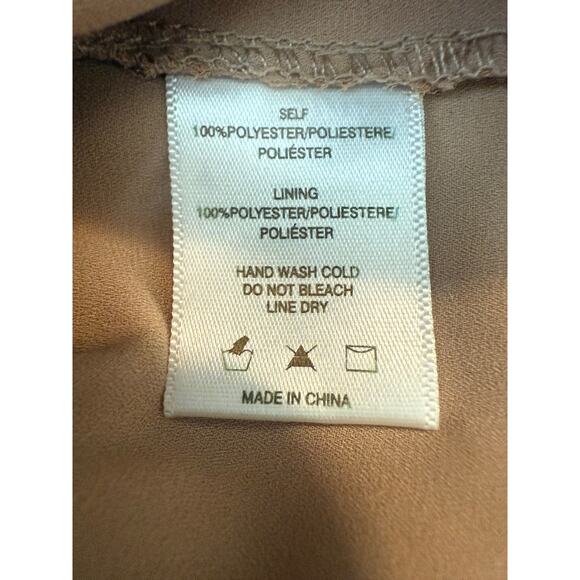 SELF
100%POLYESTER/POLIESTERE/
POLIÉSTER
LINING
100%POLYESTER/POLIESTERE/
POLIÉSTER
HAND WASH COLD
DO NOT BLEACH
LINE DRY
MADE IN CHINA